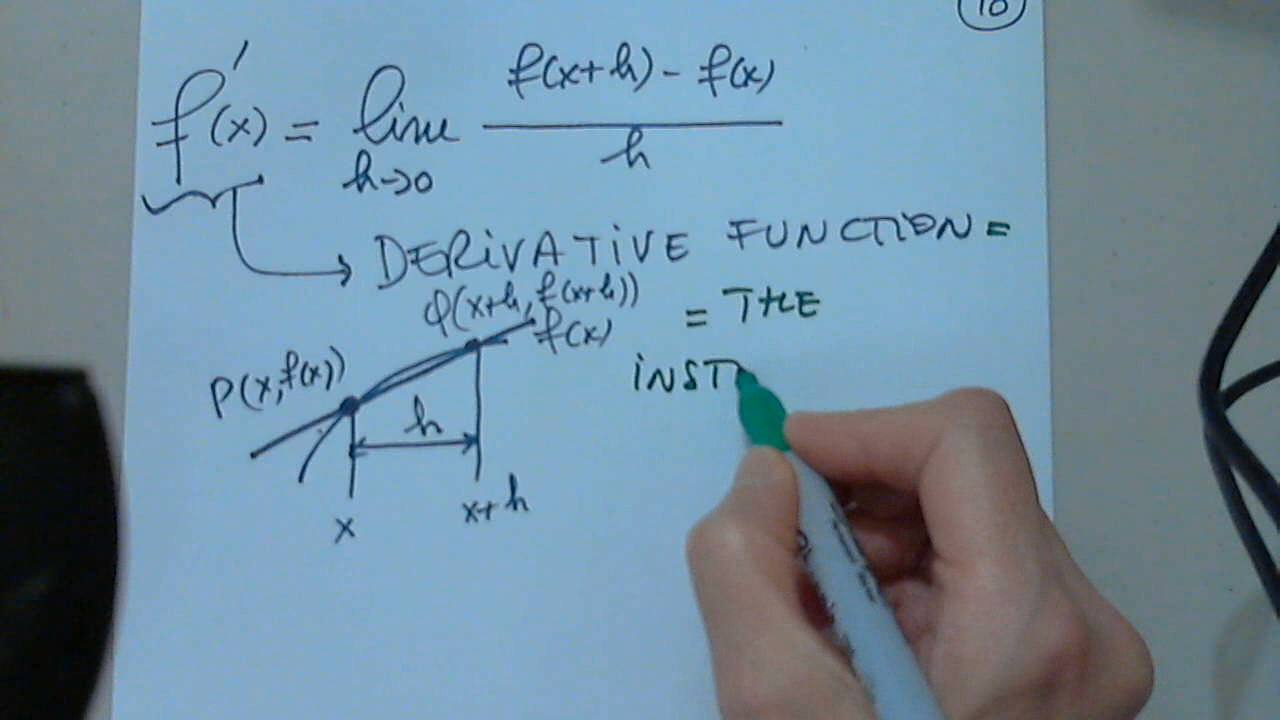 10
f'(x) = lim h→0 f(x+h) - f(x) / h
DERiVATiVE FUNCTION =
Q(x+h, f(x+h))
= THE
f(x)
P(x, f(x))
iNST
h
x
x+h